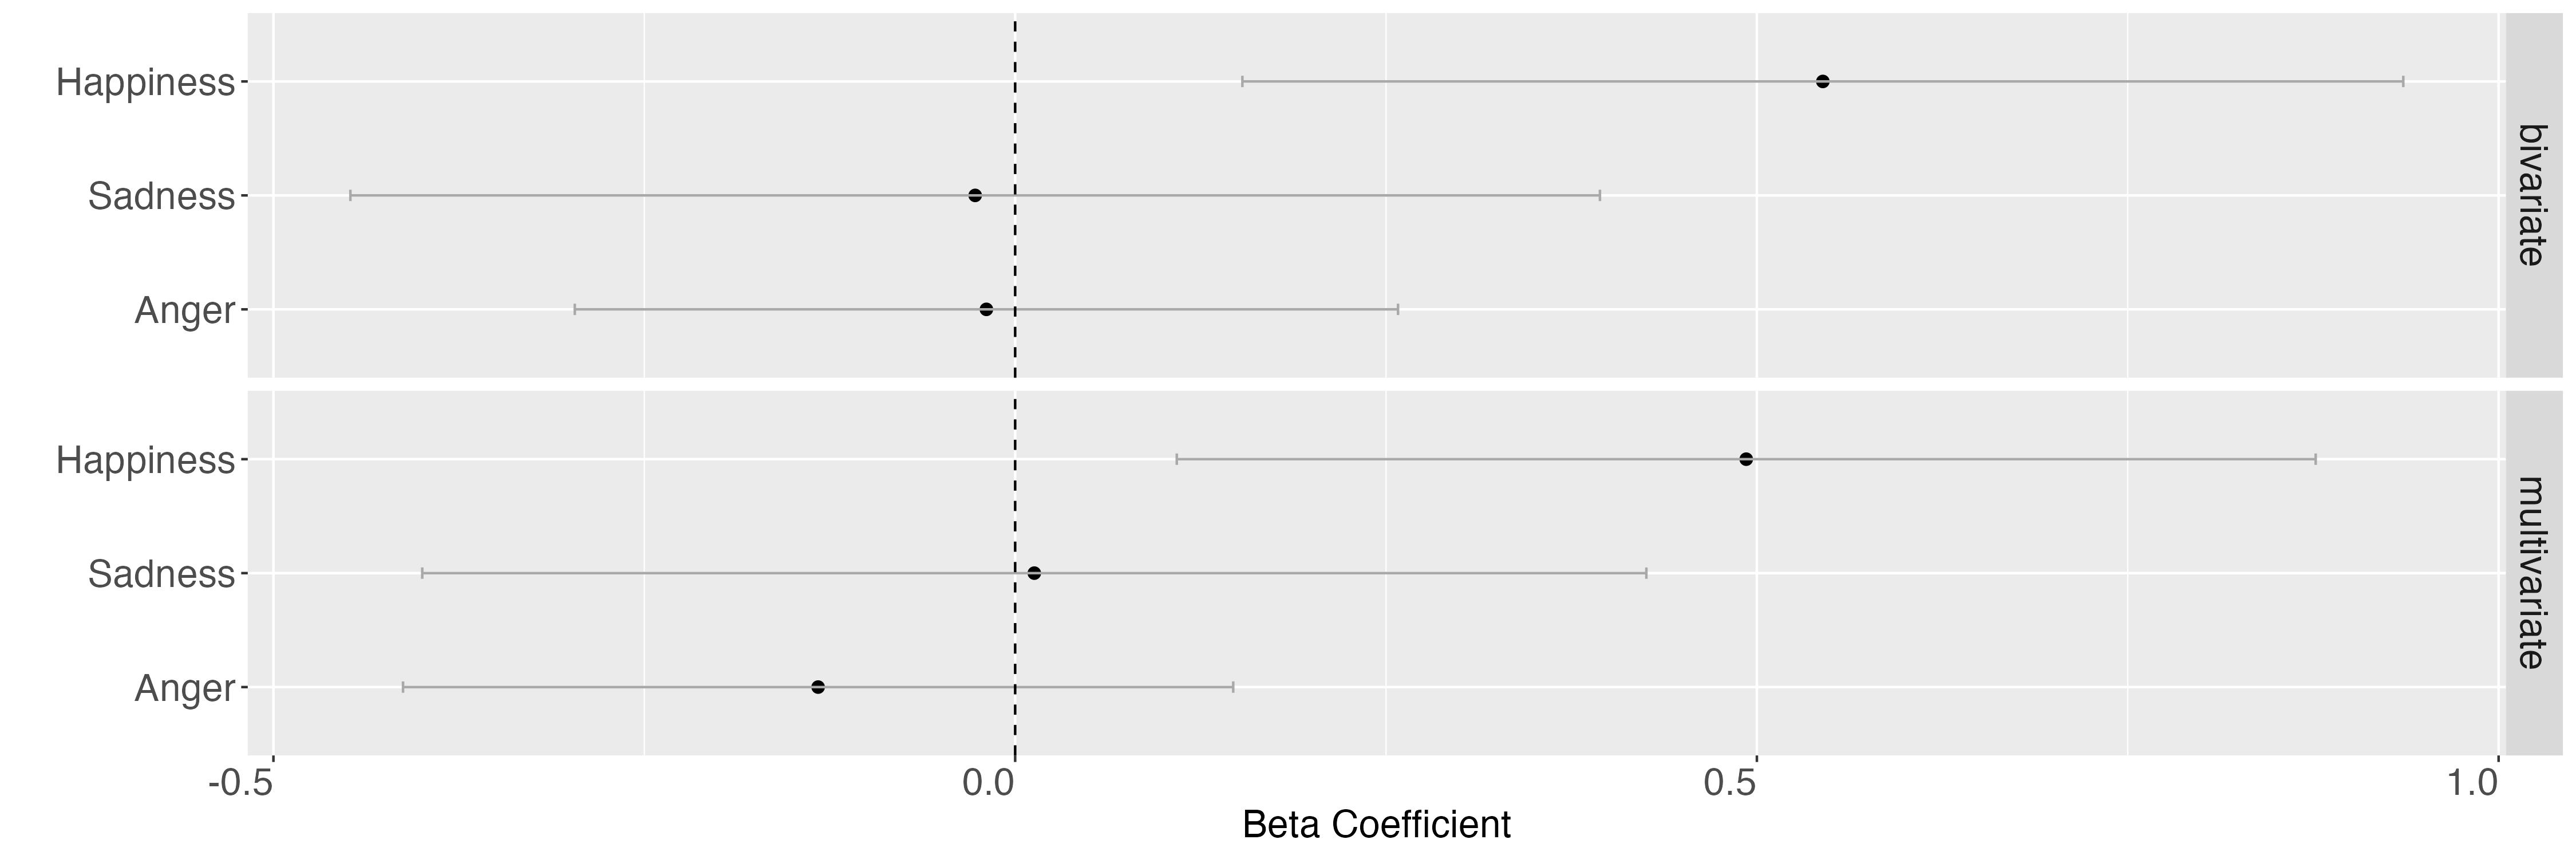 Happiness
Sadness
Anger
bivariate
Happiness
Sadness
Anger
multivariate
-0.5 0.0 0.5 1.0
Beta Coefficient